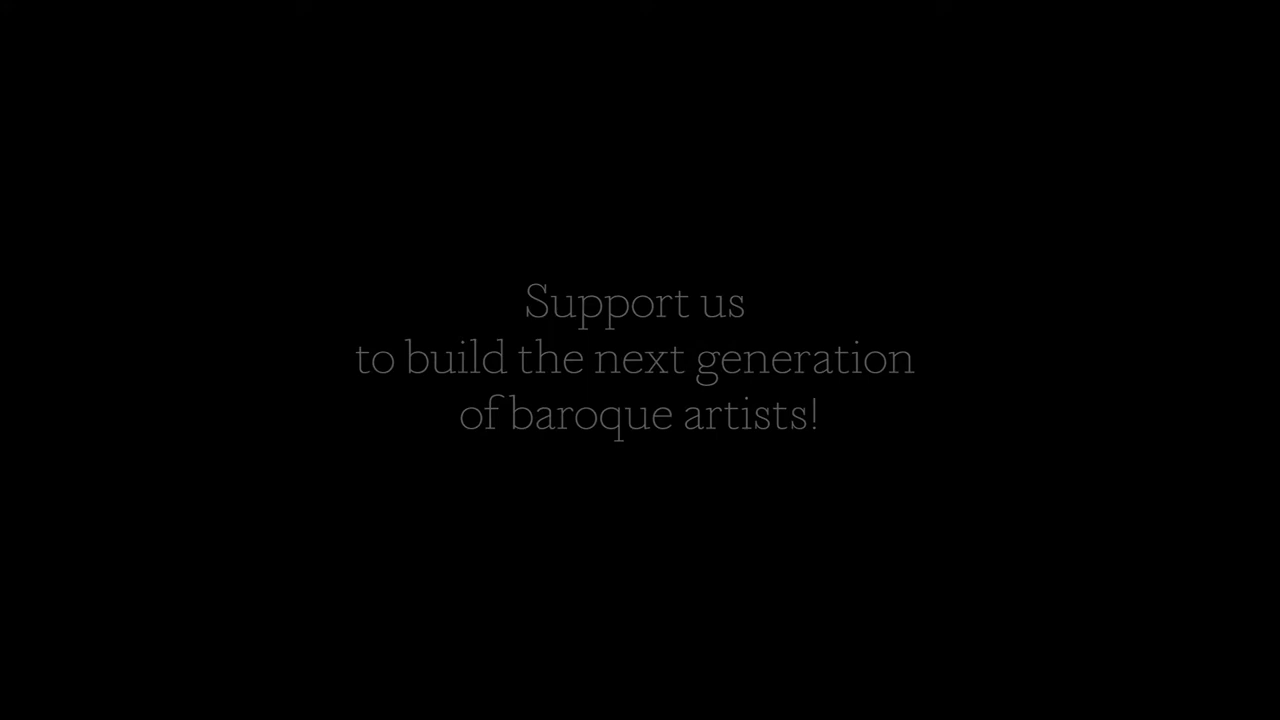 Support us
to build the next generation
of baroque artists!